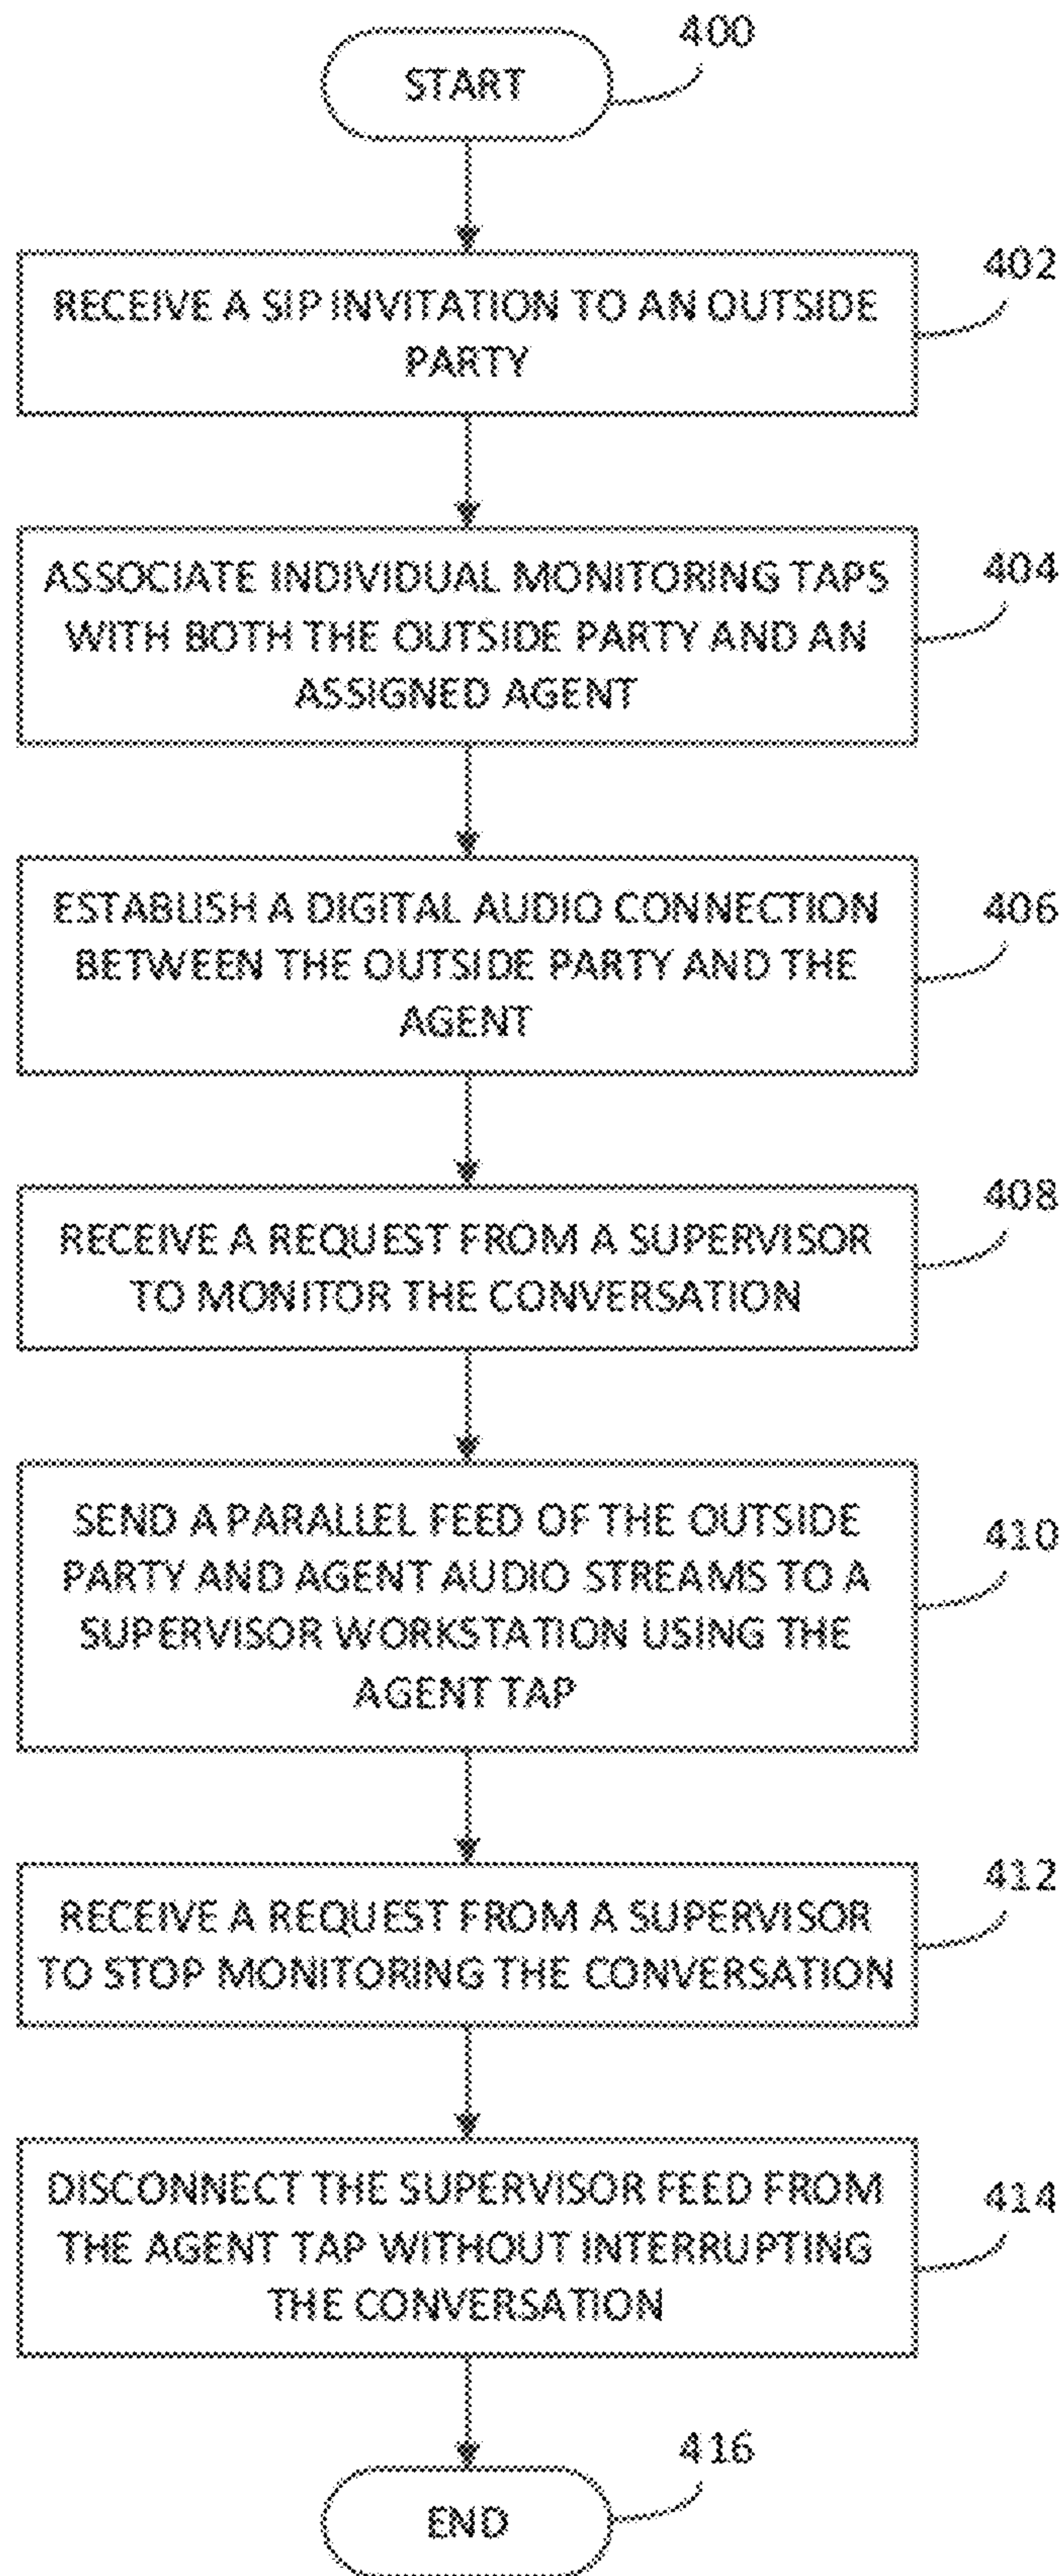 400
START
402
RECEIVE A SIP INVITATION TO AN OUTSIDE
PARTY
404
ASSOCIATE INDIVIDUAL MONITORING TAPS
WITH BOTH THE OUTSIDE PARTY AND AN
ASSIGNED AGENT
406
ESTABLISH A DIGITAL AUDIO CONNECTION
BETWEEN THE OUTSIDE PARTY AND THE
AGENT
408
RECEIVE A REQUEST FROM A SUPERVISOR
TO MONITOR THE CONVERSATION
410
SEND A PARALLEL FEED OF THE OUTSIDE
PARTY AND AGENT AUDIO STREAMS TO A
SUPERVISOR WORKSTATION USING THE
AGENT TAP
412
RECEIVE A REQUEST FROM A SUPERVISOR
TO STOP MONITORING THE CONVERSATION
414
DISCONNECT THE SUPERVISOR FEED FROM
THE AGENT TAP WITHOUT INTERRUPTING
THE CONVERSATION
416
END